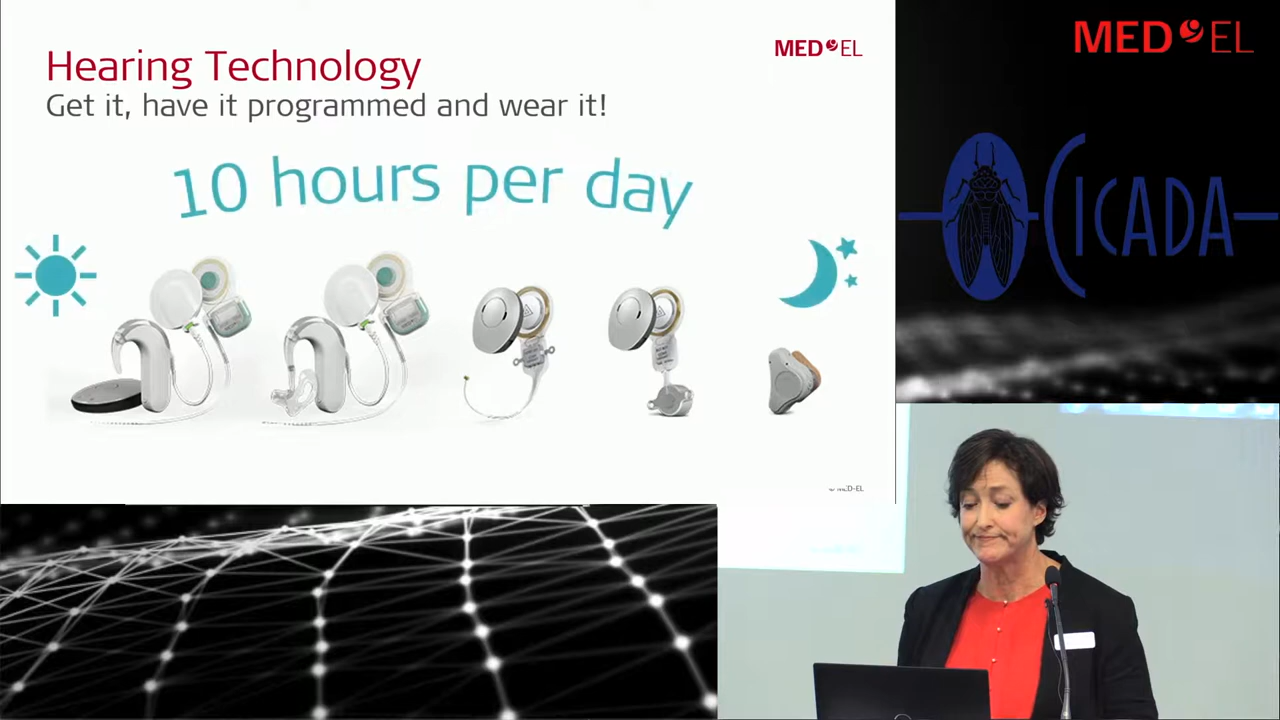 Hearing Technology
MED EL
Get it, have it programmed and wear it!
10 hours per day
MED EL
CICADA